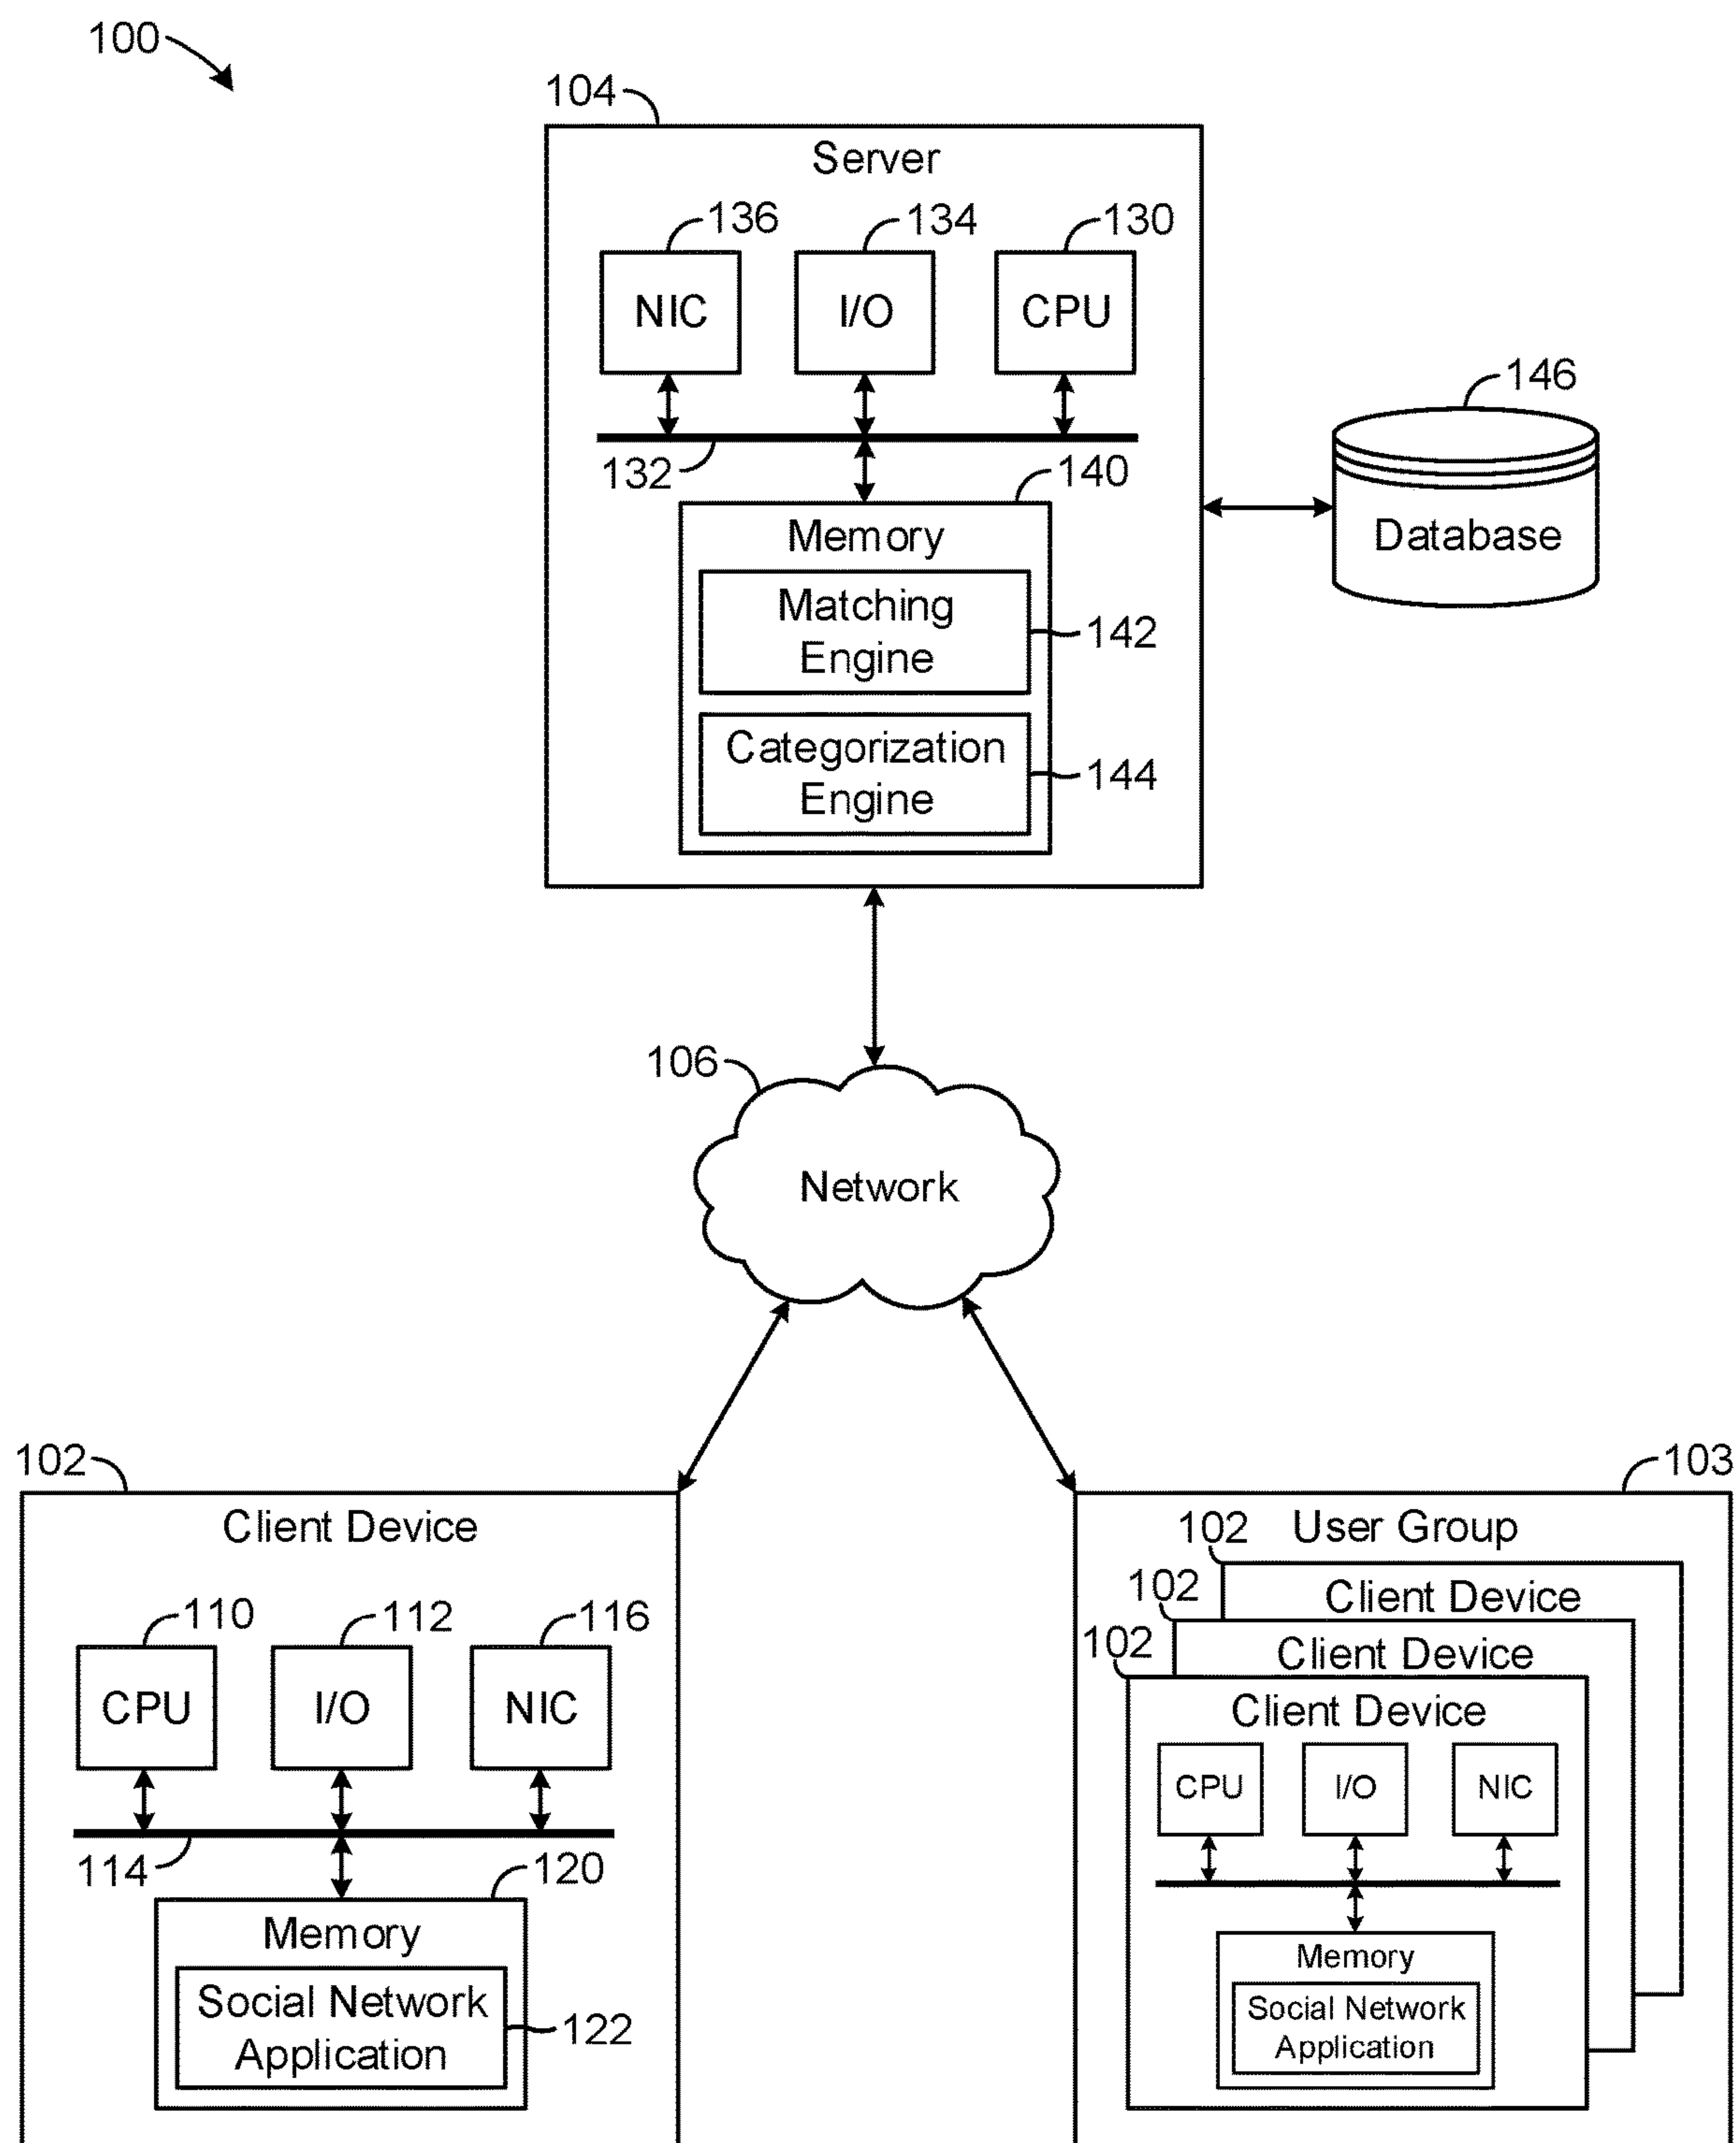 100
104
Server
136
134
130
NIC
I/O
CPU
146
132
140
Database
Memory
Matching
Engine
142
Categorization
Engine
144
106
Network
102
103
Client Device
User Group
102
Client Device
102
Client Device
102
Client Device
110
112
116
CPU
I/O
NIC
CPU
I/O
NIC
114
120
Memory
Social Network
Application
122
Memory
Social Network
Application